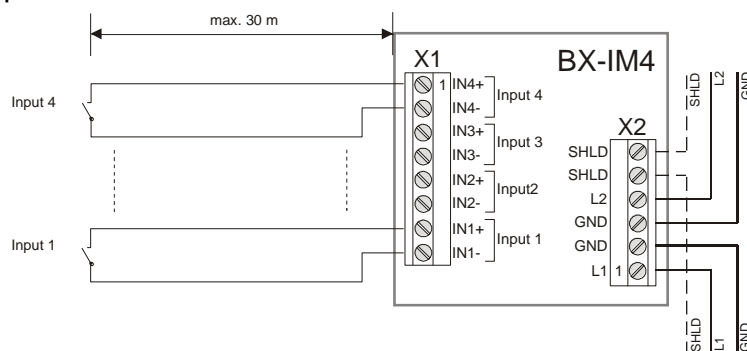 max. 30 m
X1
BX-IM4
Input 4
1 IN4+
IN4-
Input 4
IN3+
IN3-
Input 3
IN2+
IN2-
Input2
Input 1
IN1+
IN1-
Input 1
X2
SHLD
SHLD
L2
GND
GND
L1 1
SHLD
L2
GND
SHLD
L1
GND